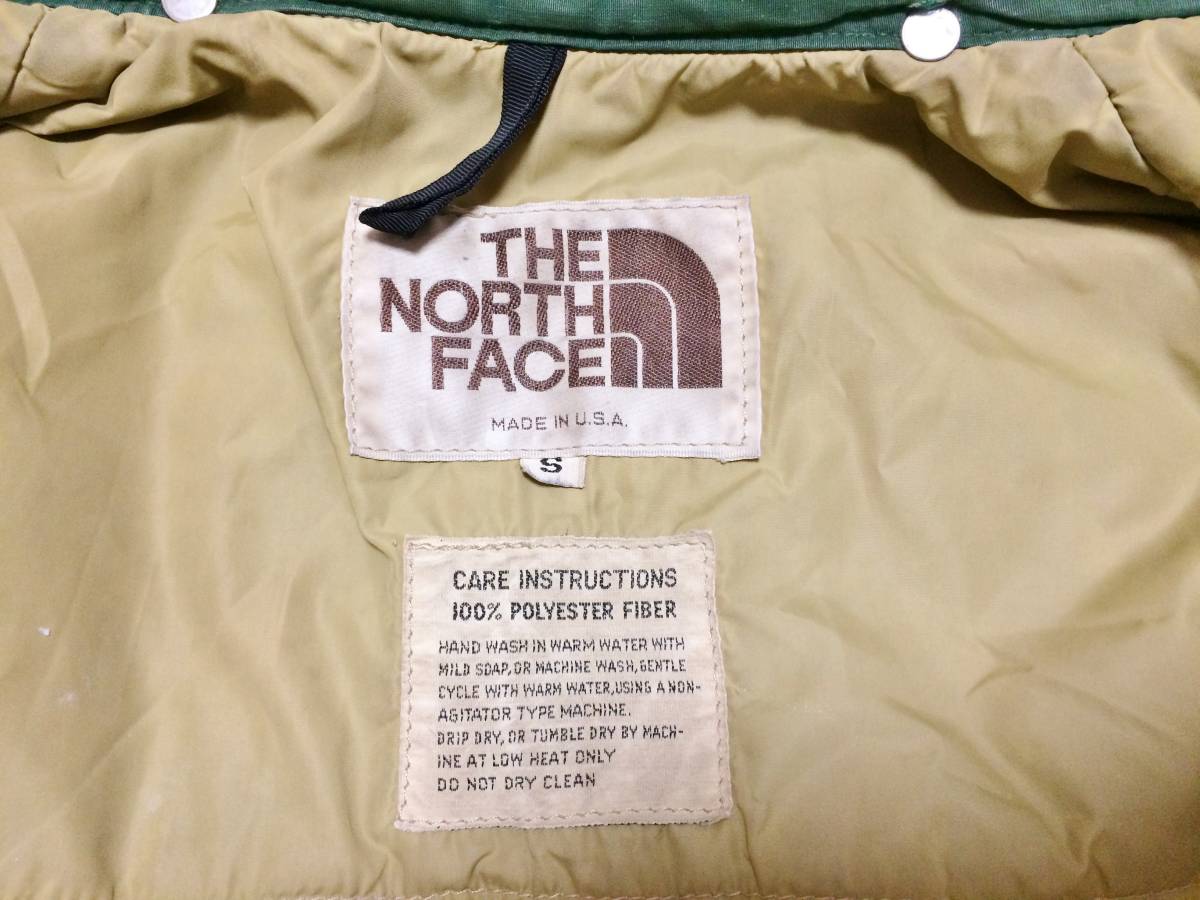 THE
NORTH
FACE
MADE IN U.S.A.
S
CARE INSTRUCTIONS
100% POLYESTER FIBER
HAND WASH IN WARM WATER WITH
MILD SOAP, OR MACHINE WASH, GENTLE
CYCLE WITH WARM WATER, USING A NON-
AGITATOR TYPE MACHINE.
DRIP DRY, OR TUMBLE DRY BY MACH-
INE AT LOW HEAT ONLY
DO NOT DRY CLEAN